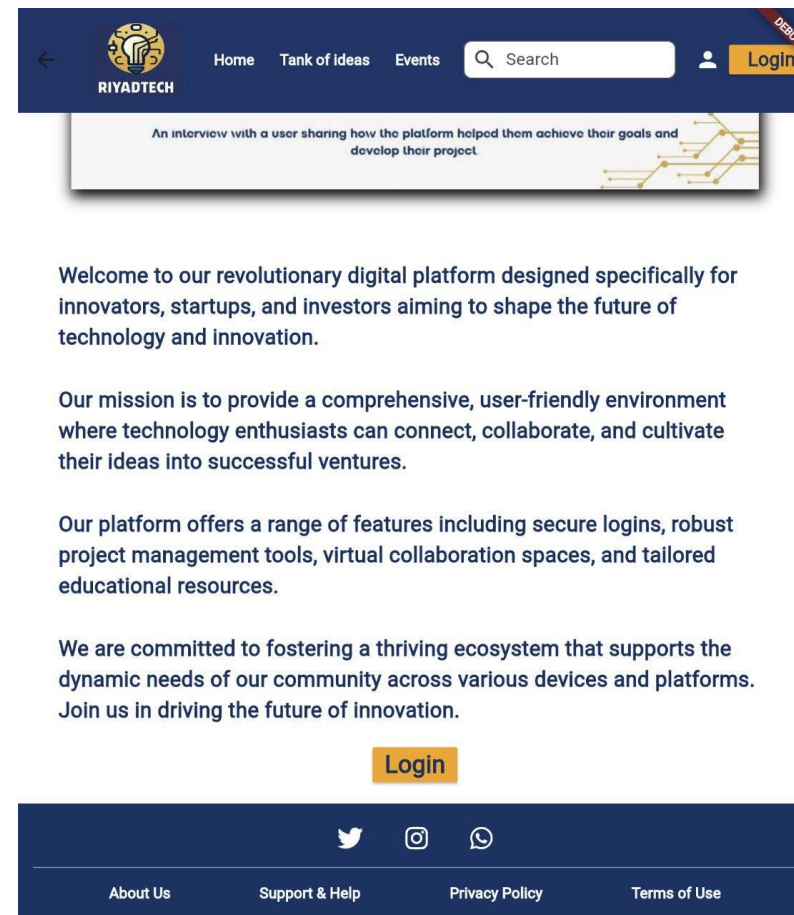 RIYADTECH
Home
Tank of ideas
Events
Search
Login
DEBU
An interview with a user sharing how the platform helped them achieve their goals and
develop their project
Welcome to our revolutionary digital platform designed specifically for
innovators, startups, and investors aiming to shape the future of
technology and innovation.
Our mission is to provide a comprehensive, user-friendly environment
where technology enthusiasts can connect, collaborate, and cultivate
their ideas into successful ventures.
Our platform offers a range of features including secure logins, robust
project management tools, virtual collaboration spaces, and tailored
educational resources.
We are committed to fostering a thriving ecosystem that supports the
dynamic needs of our community across various devices and platforms.
Join us in driving the future of innovation.
Login
About Us
Support & Help
Privacy Policy
Terms of Use